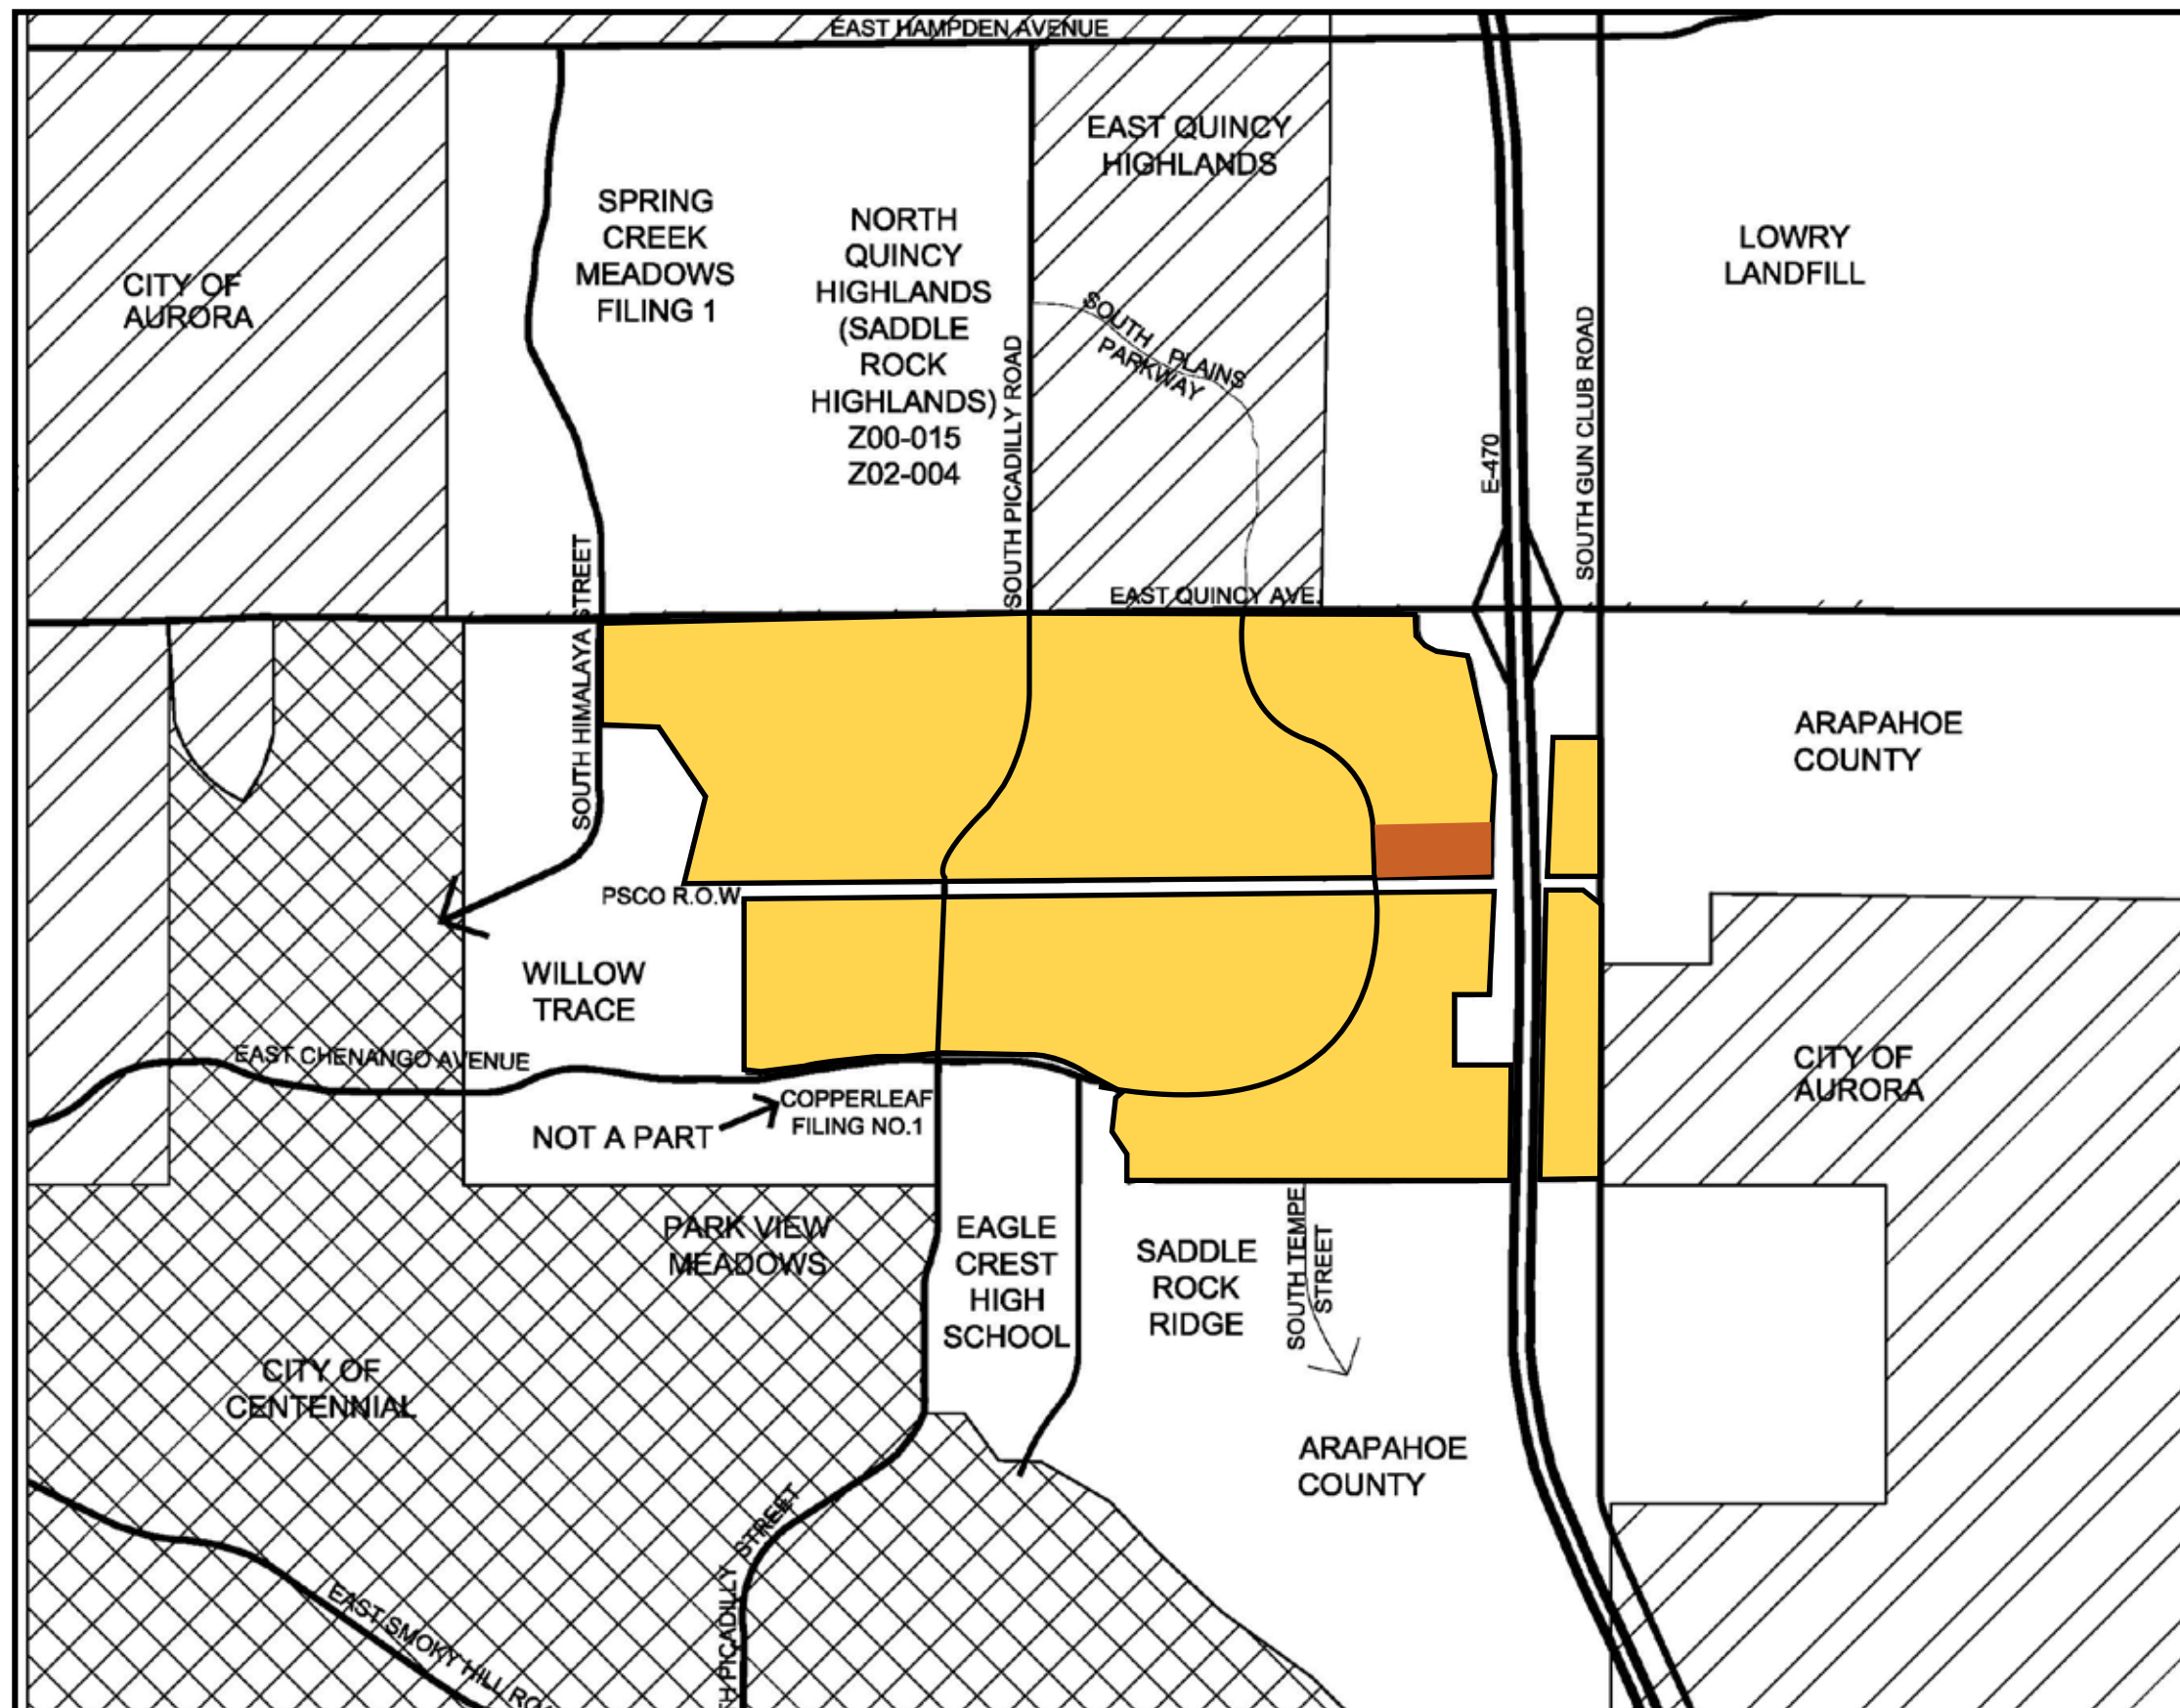 EAST HAMPDEN AVENUE
EAST QUINCY
HIGHLANDS
SPRING
CREEK
MEADOWS
FILING 1
NORTH
QUINCY
HIGHLANDS
(SADDLE
ROCK
HIGHLANDS)
Z00-015
Z02-004
CITY OF
AURORA
LOWRY
LANDFILL
SOUTH PLAINS
PARKWAY
SOUTH PICADILLY ROAD
E-470
SOUTH GUN CLUB ROAD
EAST QUINCY AVE.
SOUTH HIMALAYA STREET
ARAPAHOE
COUNTY
PSCO R.O.W
WILLOW
TRACE
EAST CHENANGO AVENUE
COPPERLEAF
FILING NO.1
NOT A PART
CITY OF
AURORA
PARK VIEW
MEADOWS
EAGLE
CREST
HIGH
SCHOOL
SADDLE
ROCK
RIDGE
SOUTH TEMPE
STREET
CITY OF
CENTENNIAL
ARAPAHOE
COUNTY
PICADILLY STREET
EAST SMOKY HILL